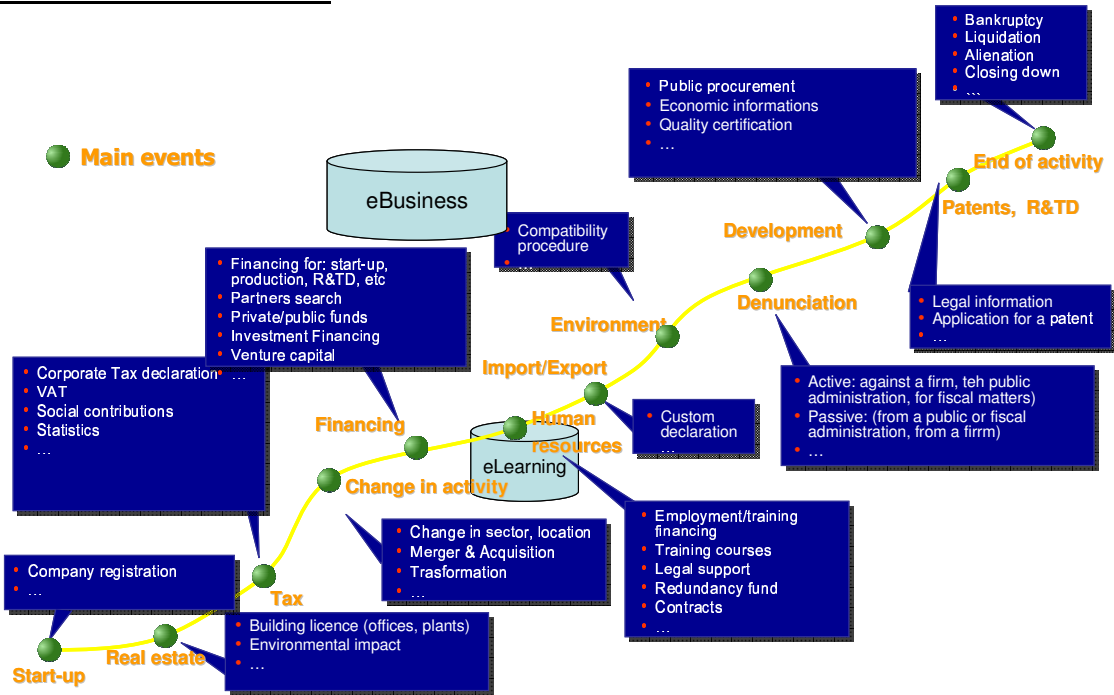 Main events
Bankruptcy
Liquidation
Alienation
Closing down
...
Public procurement
Economic informations
Quality certification
...
End of activity
Patents, R&TD
Development
Denunciation
eBusiness
Compatibility
procedure
...
Financing for: start-up,
production, R&TD, etc
Partners search
Private/public funds
Investment Financing
Venture capital
...
Legal information
Application for a patent
...
Environment
Import/Export
Corporate Tax declaration
VAT
Social contributions
Statistics
...
Active: against a firm, teh public
administration, for fiscal matters)
Passive: (from a public or fiscal
administration, from a firrm)
...
Custom
declaration
...
Financing
Human
resources
eLearning
Change in activity
Change in sector, location
Merger & Acquisition
Trasformation
...
Employment/training
financing
Training courses
Legal support
Redundancy fund
Contracts
...
Company registration
...
Tax
Building licence (offices, plants)
Environmental impact
...
Real estate
Start-up